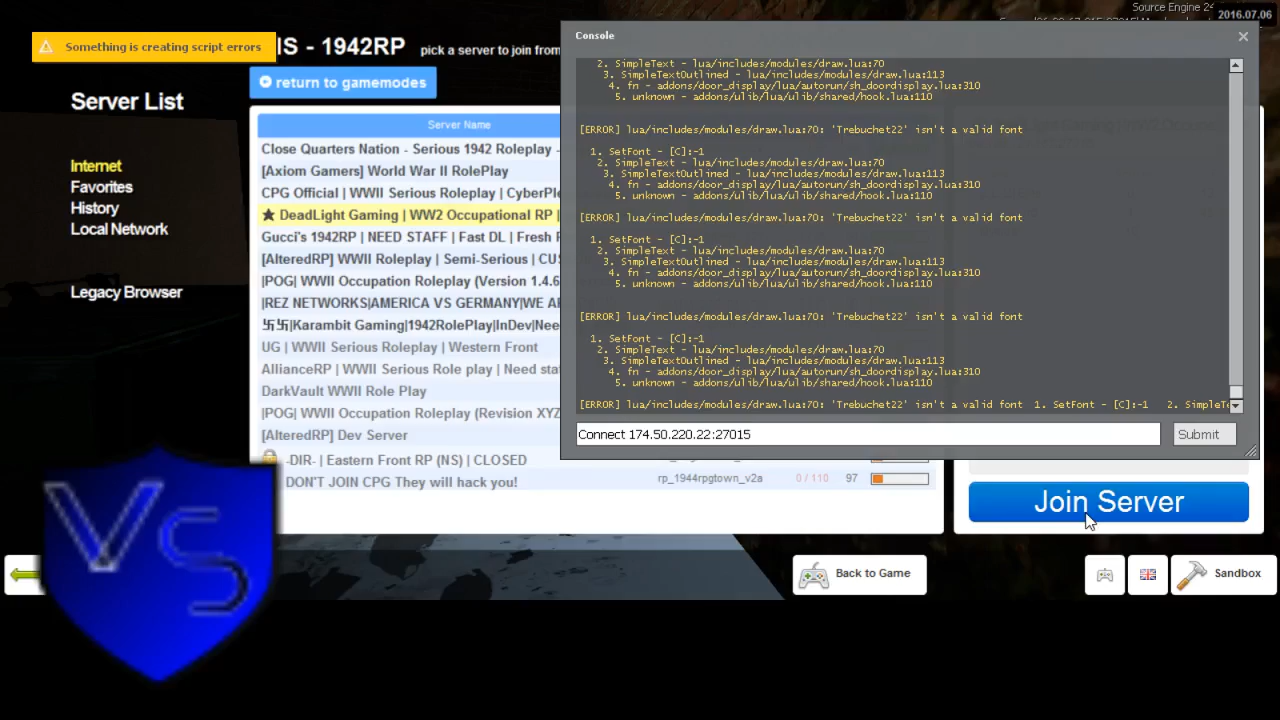 Source Engine 24
2016.07.06
Something is creating script errors
IS - 1942RP pick a server to join from
return to gamemodes
Server List
Internet
Favorites
History
Local Network
Legacy Browser
Server Name
Close Quarters Nation - Serious 1942 Roleplay -
[Axiom Gamers] World War II RolePlay
CPG Official | WWII Serious Roleplay | CyberPle
★ DeadLight Gaming | WW2 Occupational RP |
Gucci's 1942RP | NEED STAFF | Fast DL | Fresh
[AlteredRP] WWII Roleplay | Semi-Serious | CUS
|POG| WWII Occupation Roleplay (Version 1.4.6
|REZ NETWORKS|AMERICA VS GERMANY|WE AF
卐卐|Karambit Gaming|1942RolePlay|InDev|Nee
UG | WWII Serious Roleplay | Western Front
AllianceRP | WWII Serious Role play | Need sta
DarkVault WWII Role Play
|POG| WWII Occupation Roleplay (Revision XYZ
[AlteredRP] Dev Server
-DIR- | Eastern Front RP (NS) | CLOSED
DON'T JOIN CPG They will hack you!
rp_1944rpgtown_v2a 0 / 110 97
Console
2. SimpleText - lua/includes/modules/draw.lua:70
3. SimpleTextOutlined - lua/includes/modules/draw.lua:113
4. fn - addons/door_display/lua/autorun/sh_doordisplay.lua:310
5. unknown - addons/ulib/lua/ulib/shared/hook.lua:110
[ERROR] lua/includes/modules/draw.lua:70: 'Trebuchet22' isn't a valid font
1. SetFont - [C]:-1
2. SimpleText - lua/includes/modules/draw.lua:70
3. SimpleTextOutlined - lua/includes/modules/draw.lua:113
4. fn - addons/door_display/lua/autorun/sh_doordisplay.lua:310
5. unknown - addons/ulib/lua/ulib/shared/hook.lua:110
[ERROR] lua/includes/modules/draw.lua:70: 'Trebuchet22' isn't a valid font
1. SetFont - [C]:-1
2. SimpleText - lua/includes/modules/draw.lua:70
3. SimpleTextOutlined - lua/includes/modules/draw.lua:113
4. fn - addons/door_display/lua/autorun/sh_doordisplay.lua:310
5. unknown - addons/ulib/lua/ulib/shared/hook.lua:110
[ERROR] lua/includes/modules/draw.lua:70: 'Trebuchet22' isn't a valid font
1. SetFont - [C]:-1
2. SimpleText - lua/includes/modules/draw.lua:70
3. SimpleTextOutlined - lua/includes/modules/draw.lua:113
4. fn - addons/door_display/lua/autorun/sh_doordisplay.lua:310
5. unknown - addons/ulib/lua/ulib/shared/hook.lua:110
[ERROR] lua/includes/modules/draw.lua:70: 'Trebuchet22' isn't a valid font 1. SetFont - [C]:-1 2. SimpleTe
Connect 174.50.220.22:27015
Submit
Join Server
Back to Game
Sandbox
VS